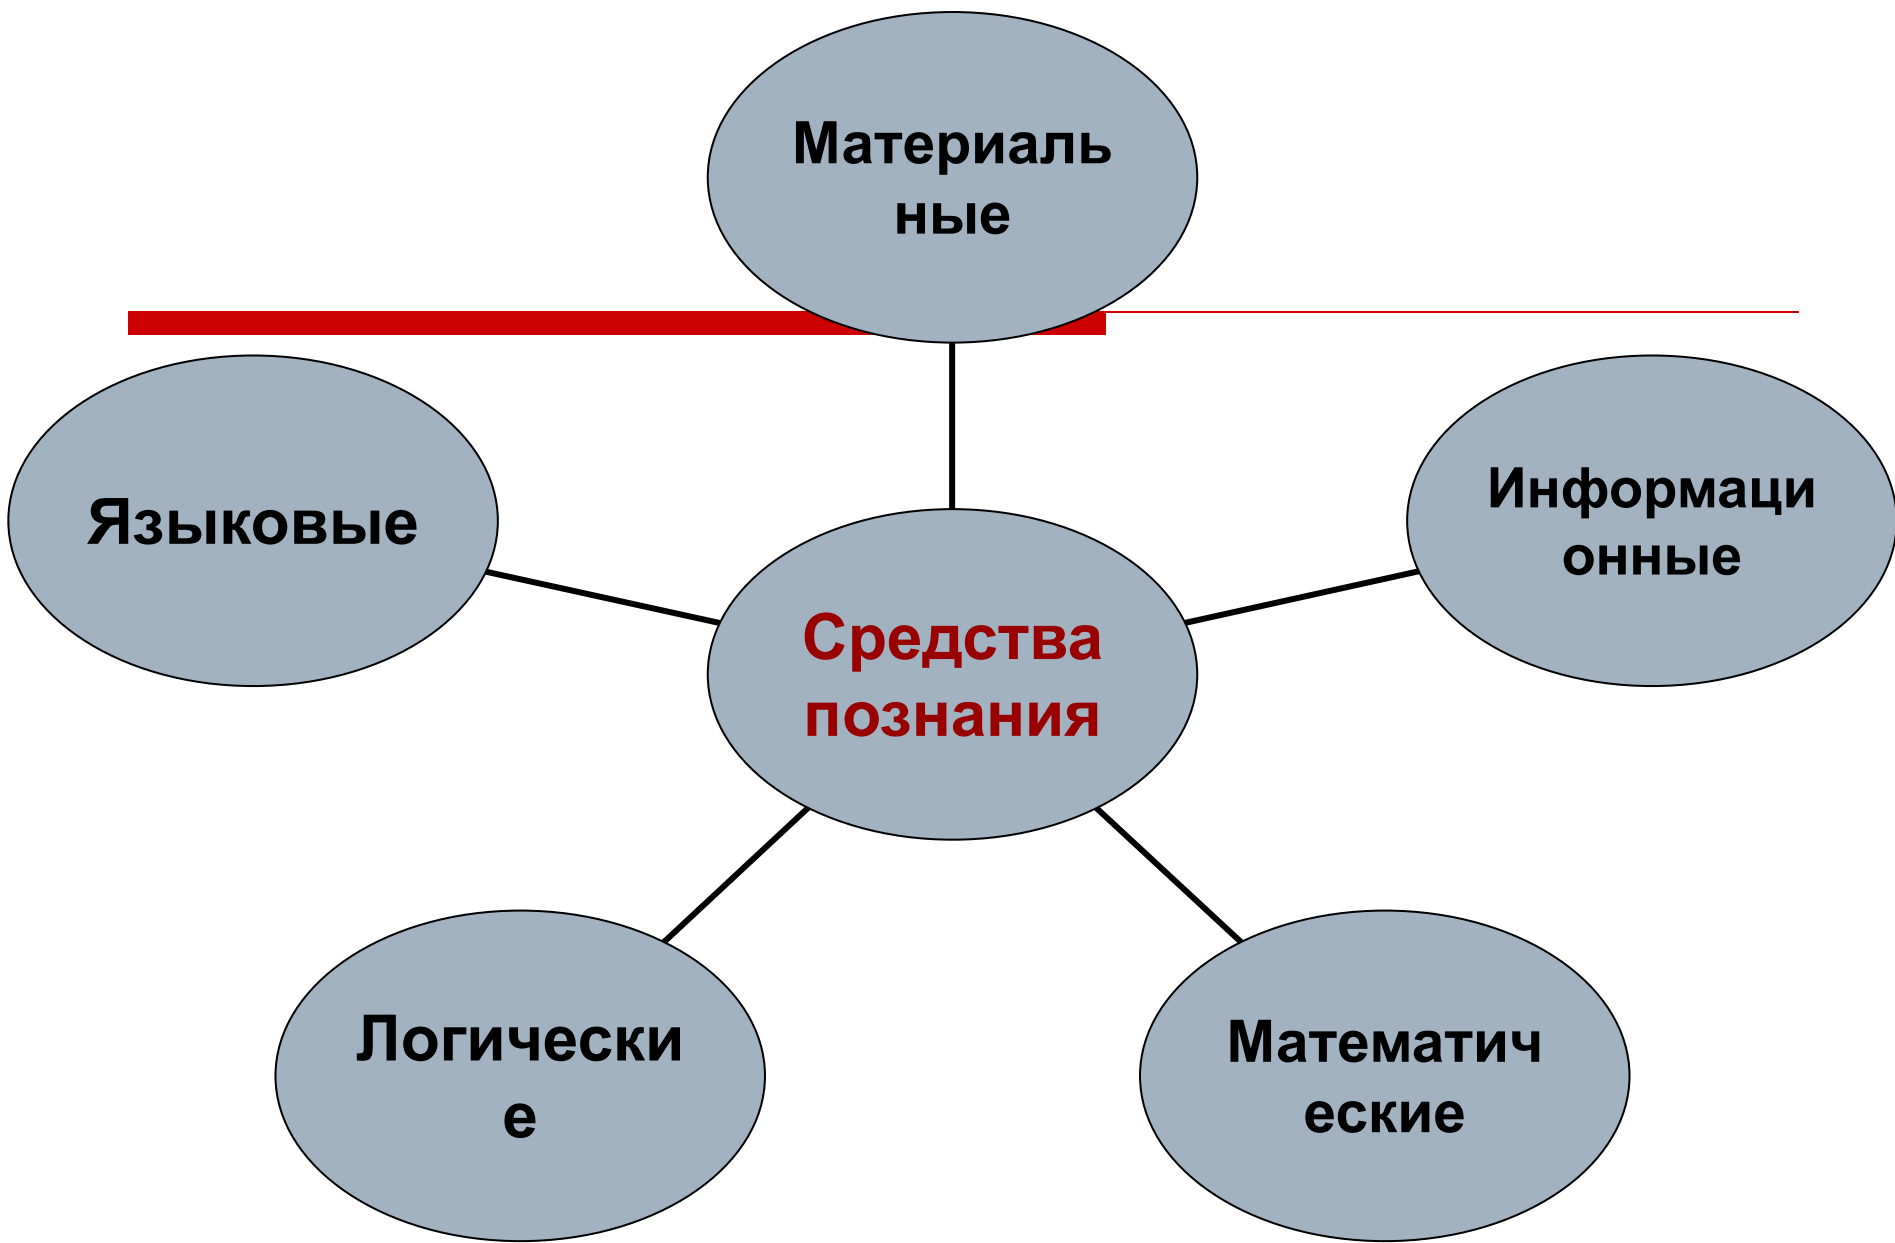 Материаль
ные
Языковые
Информаци
онные
Средства
познания
Логически
е
Математич
еские